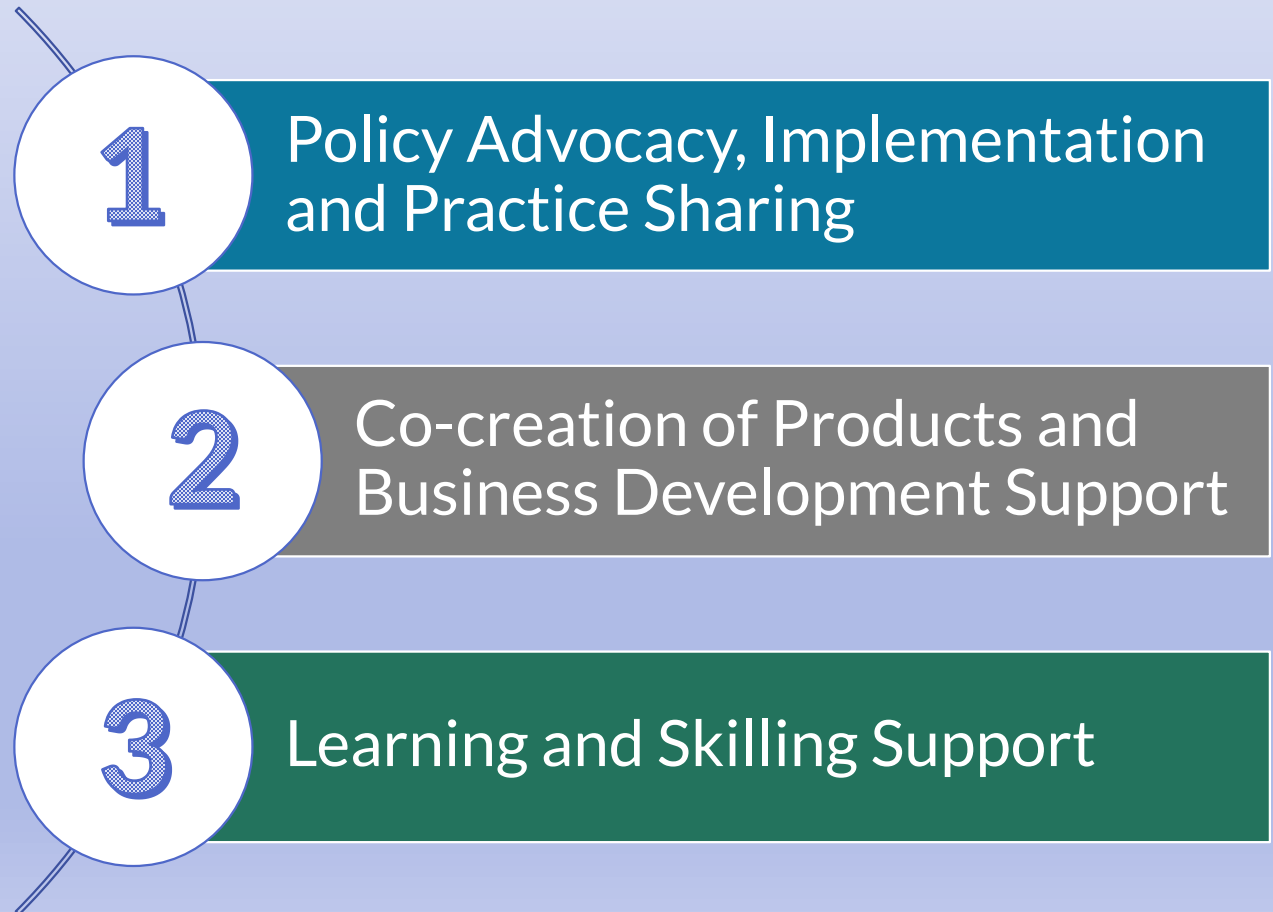 1
Policy Advocacy, Implementation
and Practice Sharing
2
Co-creation of Products and
Business Development Support
3
Learning and Skilling Support